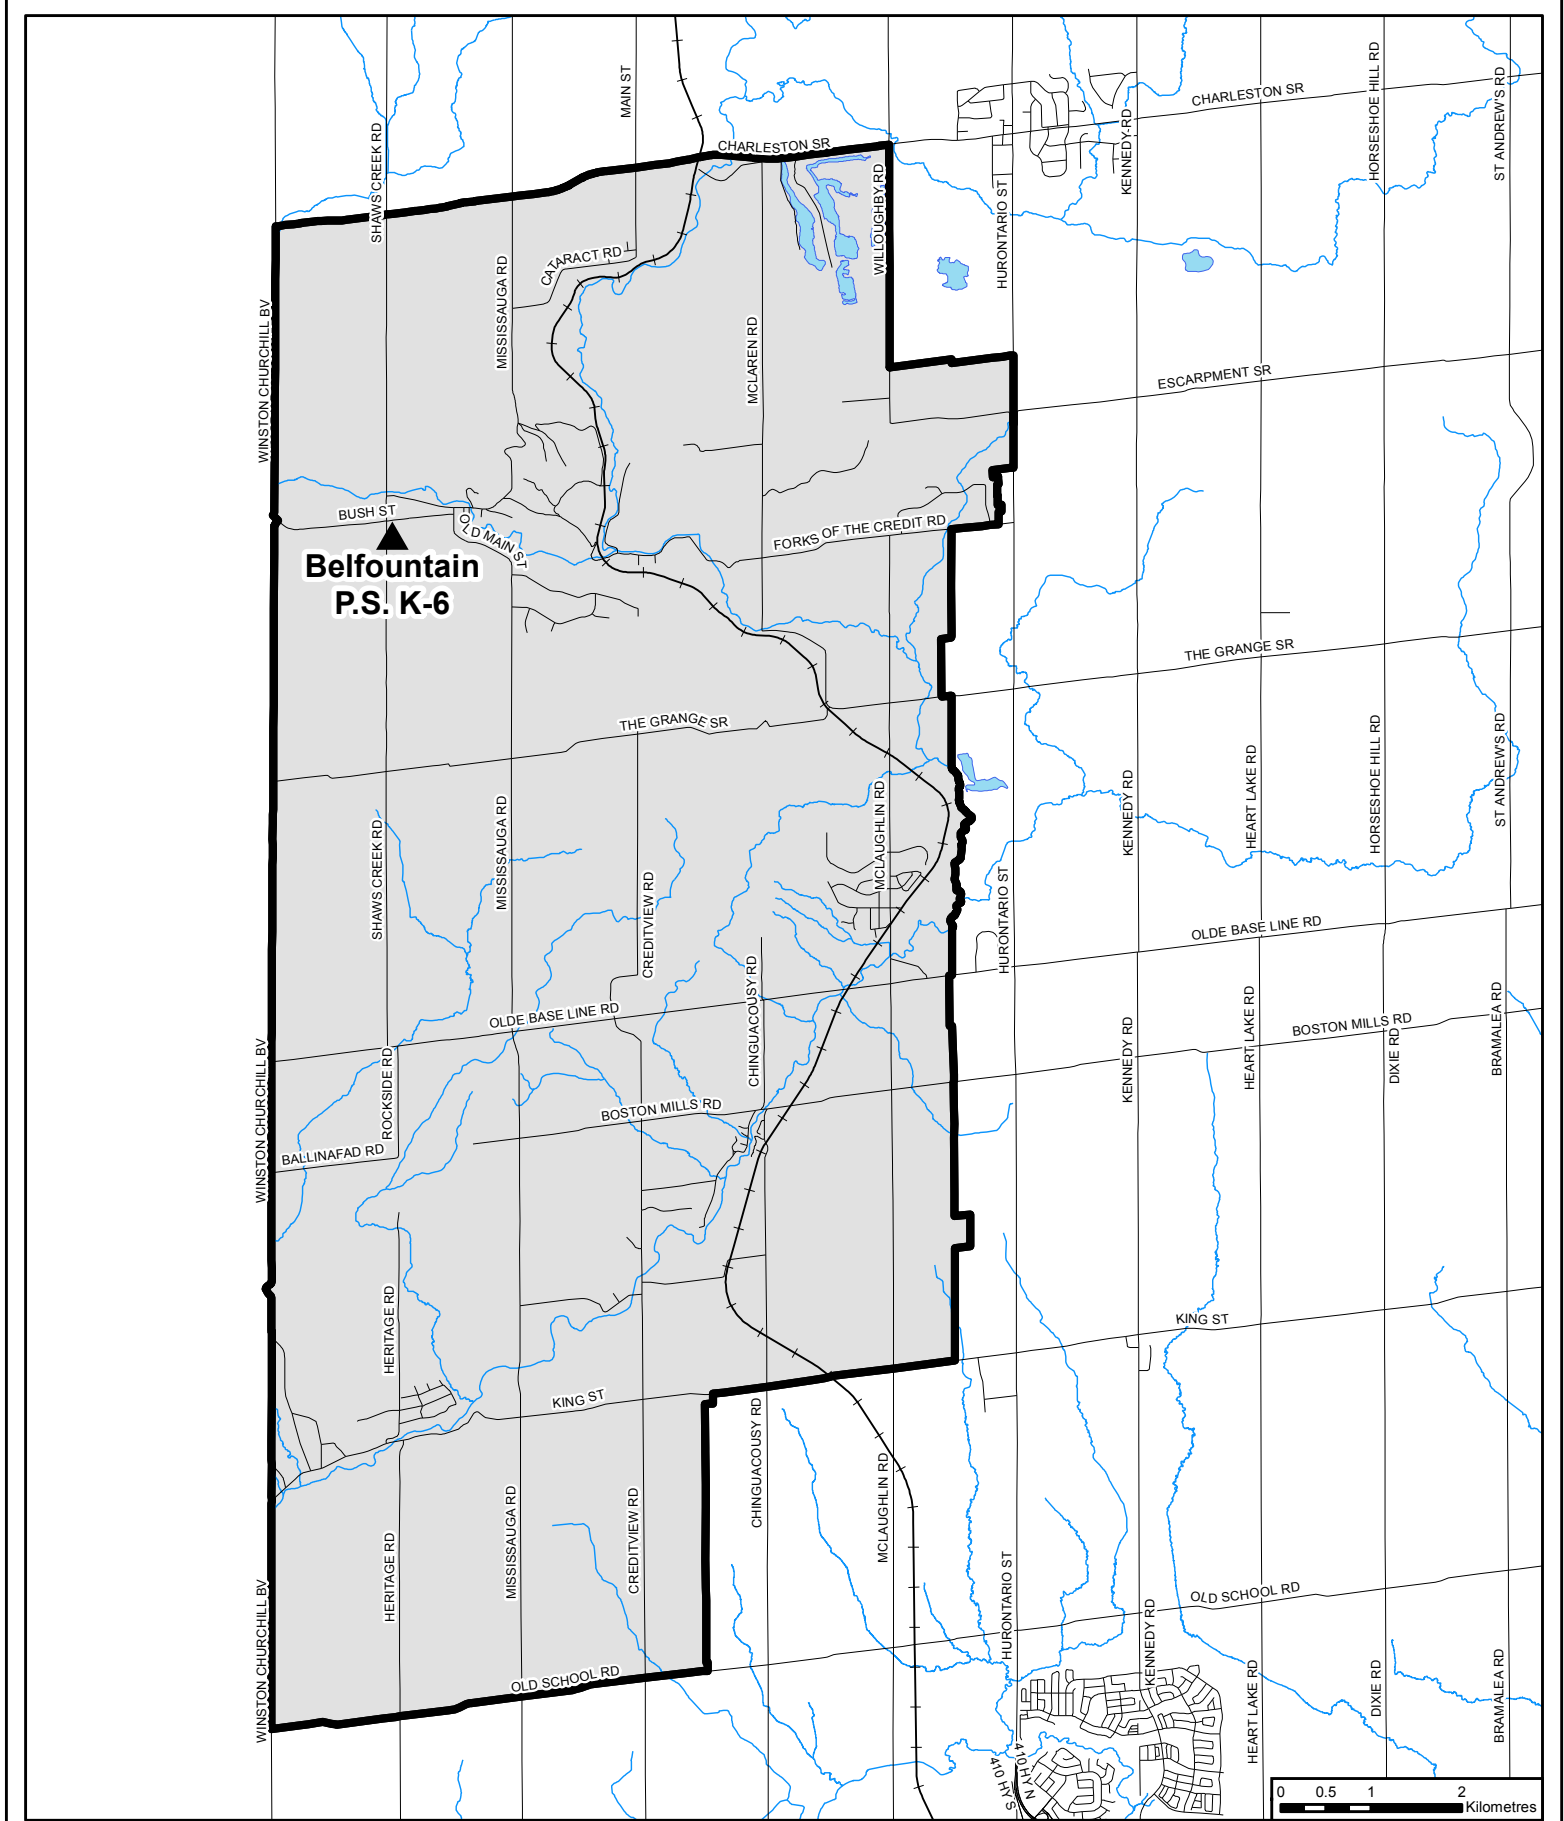 MAIN ST
HORSESHOE HILL RD
ST ANDREW'S RD
CHARLESTON SR
SHAWS CREEK RD
CHARLESTON SR
KENNEDY RD
WILLOUGHBY RD
HURONTARIO ST
CATARACT RD
MISSISSAUGA RD
WINSTON CHURCHILL BV
MCLAREN RD
ESCARPMENT SR
BUSH ST
OLD MAIN ST
FORKS OF THE CREDIT RD
Belfountain
P.S. K-6
THE GRANGE SR
THE GRANGE SR
KENNEDY RD
HEART LAKE RD
HORSESHOE HILL RD
ST ANDREW'S RD
SHAWS CREEK RD
MISSISSAUGA RD
CREDITVIEW RD
MCLAUGHLIN RD
HURONTARIO ST
OLDE BASE LINE RD
CHINGUACOUSY RD
OLDE BASE LINE RD
WINSTON CHURCHILL BV
ROCKSIDE RD
KENNEDY RD
HEART LAKE RD
BOSTON MILLS RD
DIXIE RD
BRAMALEA RD
BOSTON MILLS RD
BALLINAFAD RD
HERITAGE RD
KING ST
KING ST
CHINGUACOUSY RD
MCLAUGHLIN RD
HERITAGE RD
MISSISSAUGA RD
CREDITVIEW RD
HURONTARIO ST
OLD SCHOOL RD
KENNEDY RD
WINSTON CHURCHILL BV
OLD SCHOOL RD
HEART LAKE RD
DIXIE RD
BRAMALEA RD
410 HY N
410 HY S
0 0.5 1 2
Kilometres